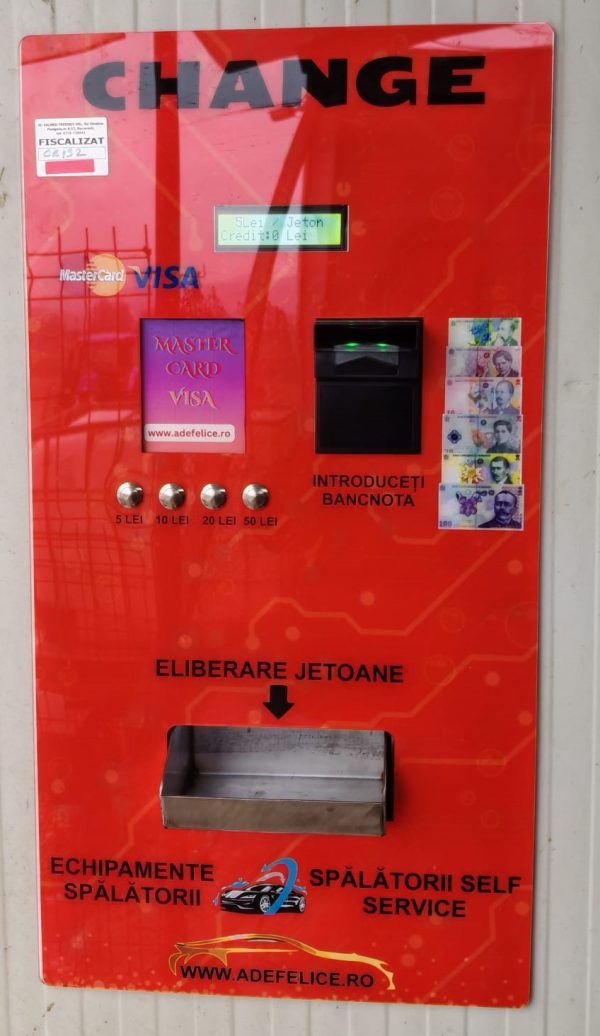 CHANGE
FISCALIZAT
5Lei / Jeton
Credit:0 Lei
MasterCard VISA
MASTER
CARD
VISA
www.adefelice.ro
INTRODUCEȚI
BANCNOTA
5 LEI 10 LEI 20 LEI 50 LEI
100
ELIBERARE JETOANE
ECHIPAMENTE
SPĂLĂTORII
SPĂLĂTORII SELF
SERVICE
WWW.ADEFELICE.RO